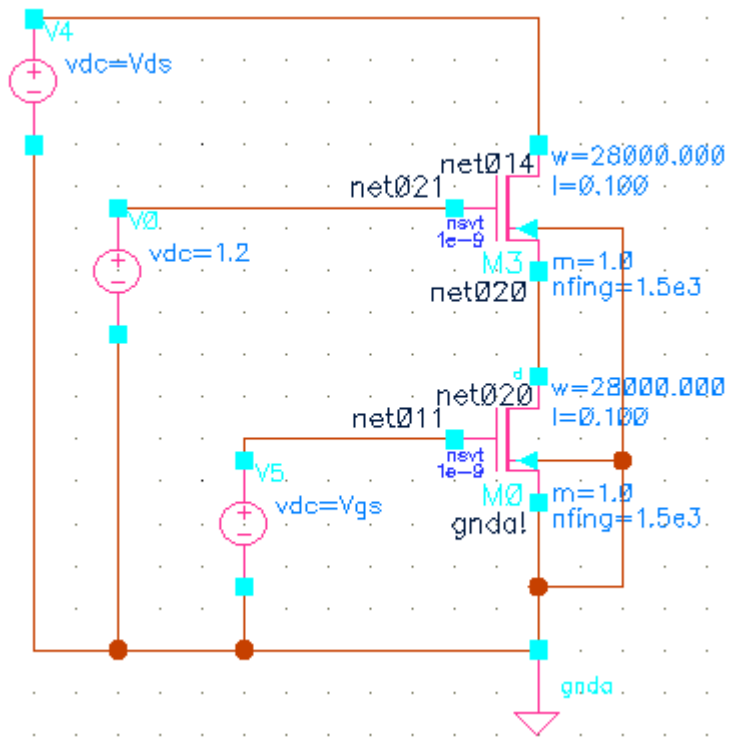 V4
vdc=Vds
net014
w=28000.000
l=0.100
net021
nsvt
1e-9
V0
vdc=1.2
M3
m=1.0
nfing=1.5e3
net020
d
net020
w=28000.000
l=0.100
net011
nsvt
1e-9
V5
vdc=Vgs
M0
m=1.0
nfing=1.5e3
gnda!
gnda